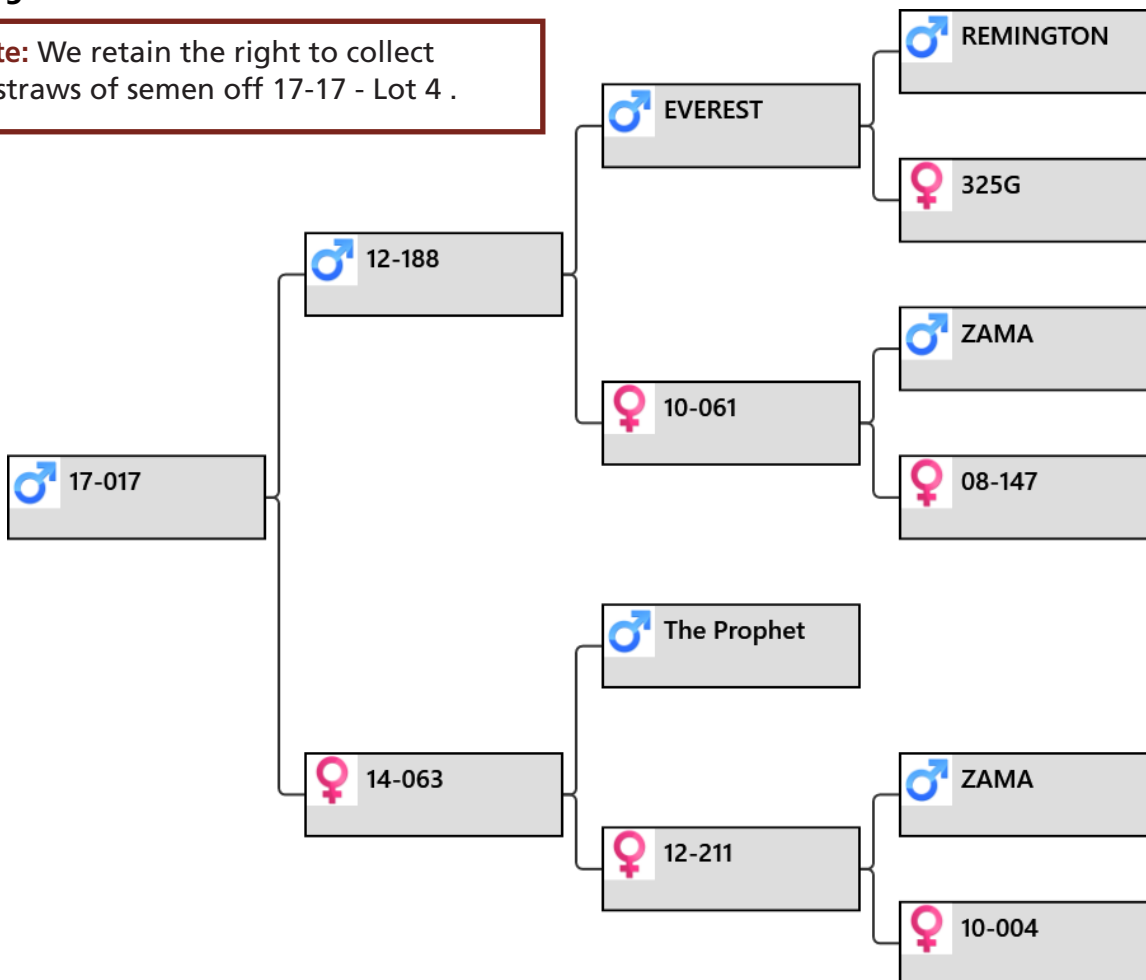 te: We retain the right to collect
straws of semen off 17-17 - Lot 4 .
REMINGTON
EVEREST
325G
12-188
ZAMA
10-061
08-147
17-017
The Prophet
14-063
ZAMA
12-211
10-004